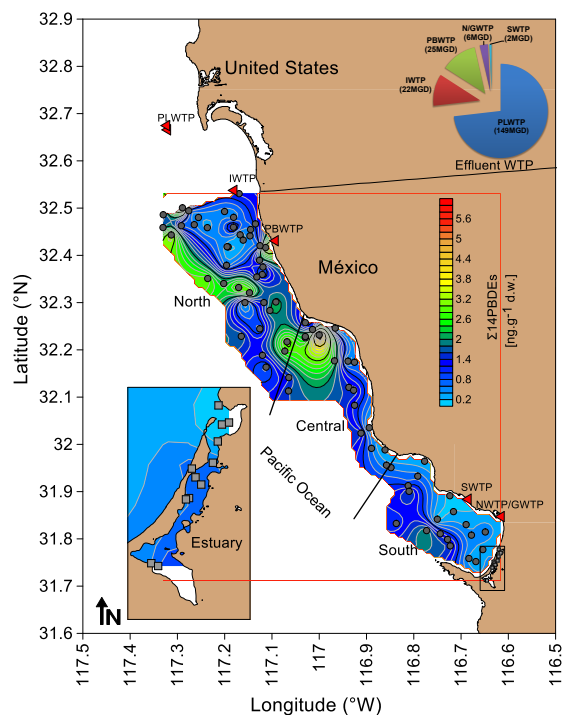 N/GWTP
(6MGD)
SWTP
(2MGD)
PBWTP
(25MGD)
IWTP
(22MGD)
PLWTP
(149MGD)
Effluent WTP
United States
PLWTP
IWTP
PBWTP
México
North
Central
Pacific Ocean
South
SWTP
NWTP/GWTP
Estuary
N
5.6
5
4.4
3.8
3.2
2.6
2
1.4
0.8
0.2
Σ14PBDEs
[ng.g⁻¹ d.w.]
32.9
32.8
32.7
32.6
32.5
32.4
32.3
32.2
32.1
32
31.9
31.8
31.7
31.6
Latitude (°N)
117.5
117.4
117.3
117.2
117.1
117
116.9
116.8
116.7
116.6
116.5
Longitude (°W)